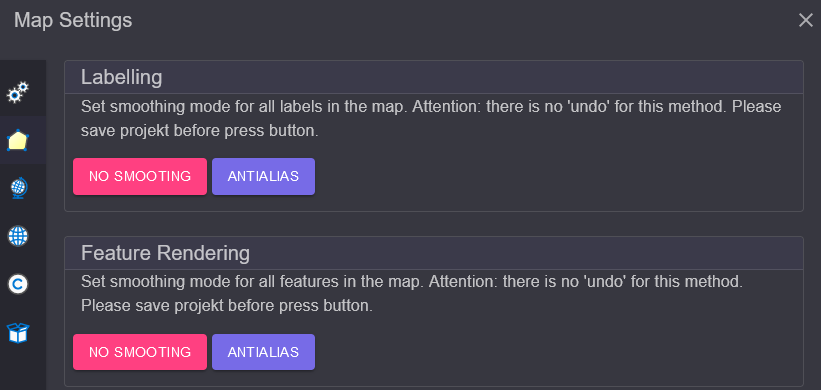 Map Settings
Labelling
Set smoothing mode for all labels in the map. Attention: there is no 'undo' for this method. Please
save projekt before press button.
NO SMOOTING ANTIALIAS
Feature Rendering
Set smoothing mode for all features in the map. Attention: there is no 'undo' for this method.
Please save projekt before press button.
NO SMOOTING ANTIALIAS